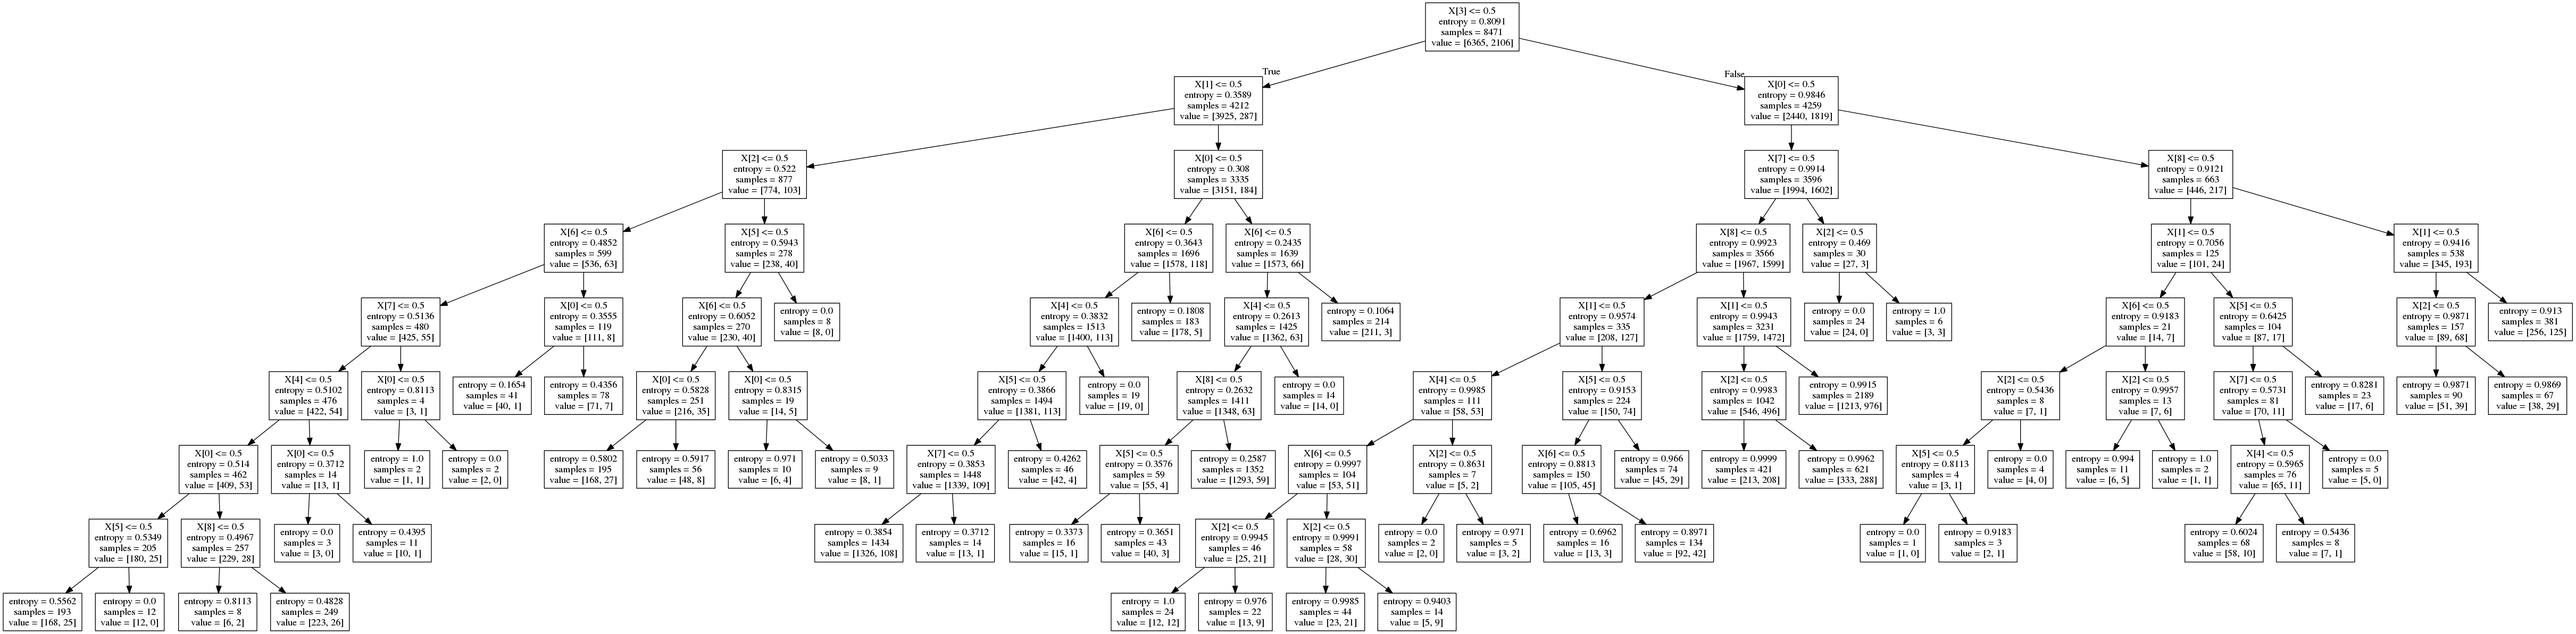 X[3] <= 0.5
entropy = 0.8091
samples = 8471
value = [6365, 2106]
True
False
X[1] <= 0.5
entropy = 0.3589
samples = 4212
value = [3925, 287]
X[0] <= 0.5
entropy = 0.9846
samples = 4259
value = [2440, 1819]
X[2] <= 0.5
entropy = 0.522
samples = 877
value = [774, 103]
X[0] <= 0.5
entropy = 0.308
samples = 3335
value = [3151, 184]
X[7] <= 0.5
entropy = 0.9914
samples = 3596
value = [1994, 1602]
X[8] <= 0.5
entropy = 0.9121
samples = 663
value = [446, 217]
X[6] <= 0.5
entropy = 0.4852
samples = 599
value = [536, 63]
X[5] <= 0.5
entropy = 0.5943
samples = 278
value = [238, 40]
X[6] <= 0.5
entropy = 0.3643
samples = 1696
value = [1578, 118]
X[6] <= 0.5
entropy = 0.2435
samples = 1639
value = [1573, 66]
X[8] <= 0.5
entropy = 0.9923
samples = 3566
value = [1967, 1599]
X[2] <= 0.5
entropy = 0.469
samples = 30
value = [27, 3]
X[1] <= 0.5
entropy = 0.7056
samples = 125
value = [101, 24]
X[1] <= 0.5
entropy = 0.9416
samples = 538
value = [345, 193]
X[7] <= 0.5
entropy = 0.5136
samples = 480
value = [425, 55]
X[0] <= 0.5
entropy = 0.3555
samples = 119
value = [111, 8]
X[6] <= 0.5
entropy = 0.6052
samples = 270
value = [230, 40]
entropy = 0.0
samples = 8
value = [8, 0]
X[4] <= 0.5
entropy = 0.3832
samples = 1513
value = [1400, 113]
entropy = 0.1808
samples = 183
value = [178, 5]
X[4] <= 0.5
entropy = 0.2613
samples = 1425
value = [1362, 63]
entropy = 0.1064
samples = 214
value = [211, 3]
X[1] <= 0.5
entropy = 0.9574
samples = 335
value = [208, 127]
X[1] <= 0.5
entropy = 0.9943
samples = 3231
value = [1759, 1472]
entropy = 0.0
samples = 24
value = [24, 0]
entropy = 1.0
samples = 6
value = [3, 3]
X[6] <= 0.5
entropy = 0.9183
samples = 21
value = [14, 7]
X[5] <= 0.5
entropy = 0.6425
samples = 104
value = [87, 17]
X[2] <= 0.5
entropy = 0.9871
samples = 157
value = [89, 68]
entropy = 0.913
samples = 381
value = [256, 125]
X[4] <= 0.5
entropy = 0.5102
samples = 476
value = [422, 54]
X[0] <= 0.5
entropy = 0.8113
samples = 4
value = [3, 1]
entropy = 0.1654
samples = 41
value = [40, 1]
entropy = 0.4356
samples = 78
value = [71, 7]
X[0] <= 0.5
entropy = 0.5828
samples = 251
value = [216, 35]
X[0] <= 0.5
entropy = 0.8315
samples = 19
value = [14, 5]
X[5] <= 0.5
entropy = 0.3866
samples = 1494
value = [1381, 113]
entropy = 0.0
samples = 19
value = [19, 0]
X[8] <= 0.5
entropy = 0.2632
samples = 1411
value = [1348, 63]
entropy = 0.0
samples = 14
value = [14, 0]
X[4] <= 0.5
entropy = 0.9985
samples = 111
value = [58, 53]
X[5] <= 0.5
entropy = 0.9153
samples = 224
value = [150, 74]
X[2] <= 0.5
entropy = 0.9983
samples = 1042
value = [546, 496]
entropy = 0.9915
samples = 2189
value = [1213, 976]
X[2] <= 0.5
entropy = 0.5436
samples = 8
value = [7, 1]
X[2] <= 0.5
entropy = 0.9957
samples = 13
value = [7, 6]
X[7] <= 0.5
entropy = 0.5731
samples = 81
value = [70, 11]
entropy = 0.8281
samples = 23
value = [17, 6]
entropy = 0.9871
samples = 90
value = [51, 39]
entropy = 0.9869
samples = 67
value = [38, 29]
X[0] <= 0.5
entropy = 0.514
samples = 462
value = [409, 53]
X[0] <= 0.5
entropy = 0.3712
samples = 14
value = [13, 1]
entropy = 1.0
samples = 2
value = [1, 1]
entropy = 0.0
samples = 2
value = [2, 0]
entropy = 0.5802
samples = 195
value = [168, 27]
entropy = 0.5917
samples = 56
value = [48, 8]
entropy = 0.971
samples = 10
value = [6, 4]
entropy = 0.5033
samples = 9
value = [8, 1]
X[7] <= 0.5
entropy = 0.3853
samples = 1448
value = [1339, 109]
entropy = 0.4262
samples = 46
value = [42, 4]
X[5] <= 0.5
entropy = 0.3576
samples = 59
value = [55, 4]
entropy = 0.2587
samples = 1352
value = [1293, 59]
X[6] <= 0.5
entropy = 0.9997
samples = 104
value = [53, 51]
X[2] <= 0.5
entropy = 0.8631
samples = 7
value = [5, 2]
X[6] <= 0.5
entropy = 0.8813
samples = 150
value = [105, 45]
entropy = 0.966
samples = 74
value = [45, 29]
entropy = 0.9999
samples = 421
value = [213, 208]
entropy = 0.9962
samples = 621
value = [333, 288]
X[5] <= 0.5
entropy = 0.8113
samples = 4
value = [3, 1]
entropy = 0.0
samples = 4
value = [4, 0]
entropy = 0.994
samples = 11
value = [6, 5]
entropy = 1.0
samples = 2
value = [1, 1]
X[4] <= 0.5
entropy = 0.5965
samples = 76
value = [65, 11]
entropy = 0.0
samples = 5
value = [5, 0]
X[5] <= 0.5
entropy = 0.5349
samples = 205
value = [180, 25]
X[8] <= 0.5
entropy = 0.4967
samples = 257
value = [229, 28]
entropy = 0.0
samples = 3
value = [3, 0]
entropy = 0.4395
samples = 11
value = [10, 1]
entropy = 0.3854
samples = 1434
value = [1326, 108]
entropy = 0.3712
samples = 14
value = [13, 1]
entropy = 0.3373
samples = 16
value = [15, 1]
entropy = 0.3651
samples = 43
value = [40, 3]
X[2] <= 0.5
entropy = 0.9945
samples = 46
value = [25, 21]
X[2] <= 0.5
entropy = 0.9991
samples = 58
value = [28, 30]
entropy = 0.0
samples = 2
value = [2, 0]
entropy = 0.971
samples = 5
value = [3, 2]
entropy = 0.6962
samples = 16
value = [13, 3]
entropy = 0.8971
samples = 134
value = [92, 42]
entropy = 0.0
samples = 1
value = [1, 0]
entropy = 0.9183
samples = 3
value = [2, 1]
entropy = 0.6024
samples = 68
value = [58, 10]
entropy = 0.5436
samples = 8
value = [7, 1]
entropy = 0.5562
samples = 193
value = [168, 25]
entropy = 0.0
samples = 12
value = [12, 0]
entropy = 0.8113
samples = 8
value = [6, 2]
entropy = 0.4828
samples = 249
value = [223, 26]
entropy = 1.0
samples = 24
value = [12, 12]
entropy = 0.976
samples = 22
value = [13, 9]
entropy = 0.9985
samples = 44
value = [23, 21]
entropy = 0.9403
samples = 14
value = [5, 9]